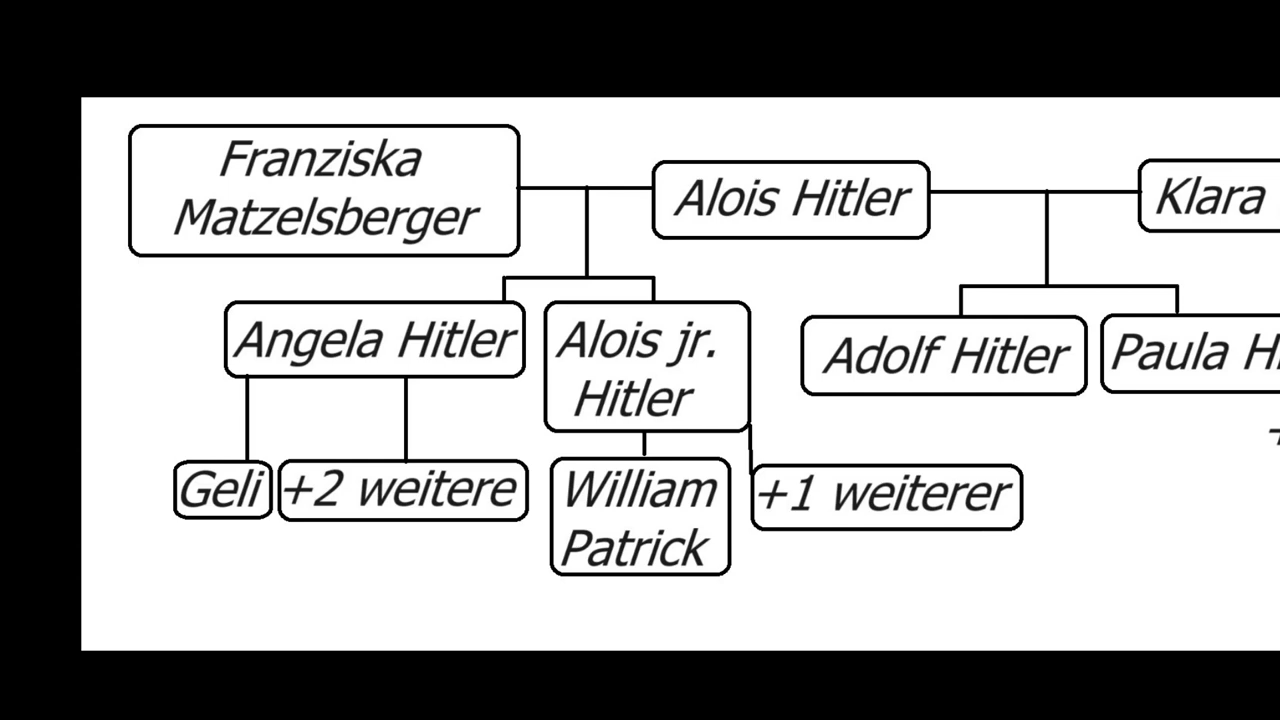 Franziska
Matzelsberger
Alois Hitler
Klara
Angela Hitler
Alois jr.
Hitler
Adolf Hitler
Paula
Geli
+2 weitere
William
Patrick
+1 weiterer